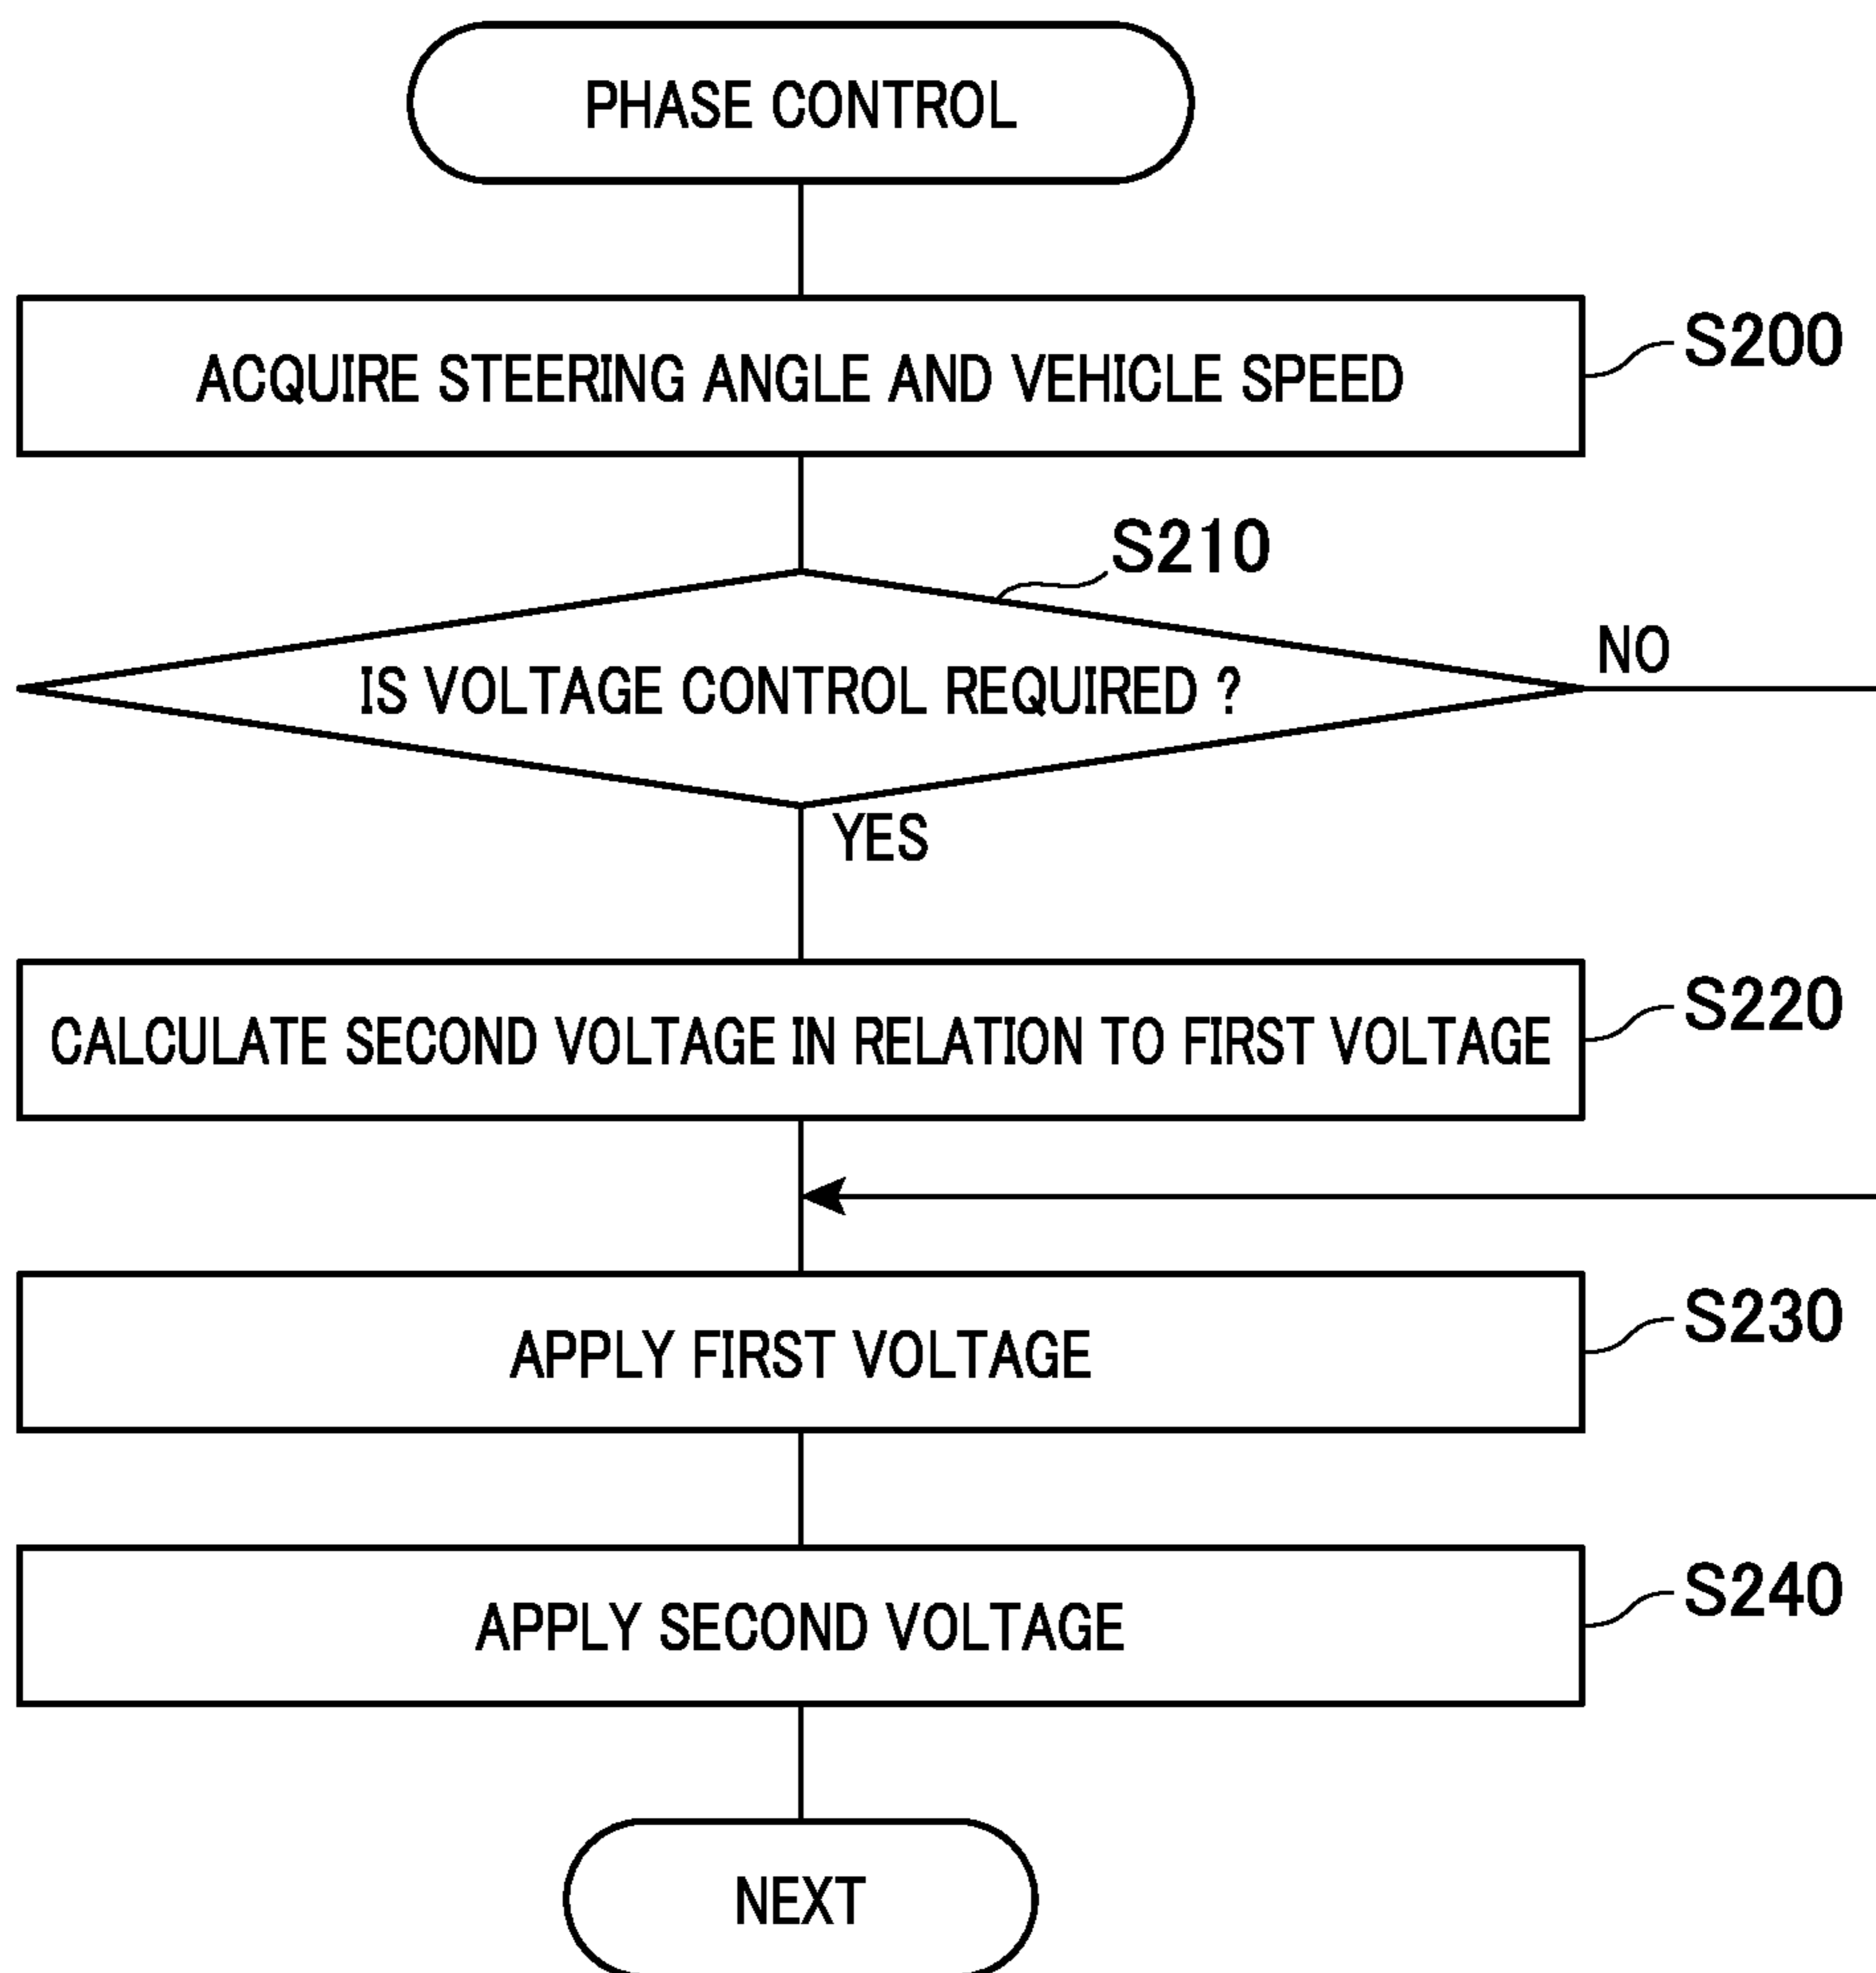 PHASE CONTROL
ACQUIRE STEERING ANGLE AND VEHICLE SPEED
S200
S210
IS VOLTAGE CONTROL REQUIRED ?
NO
YES
CALCULATE SECOND VOLTAGE IN RELATION TO FIRST VOLTAGE
S220
APPLY FIRST VOLTAGE
S230
APPLY SECOND VOLTAGE
S240
NEXT